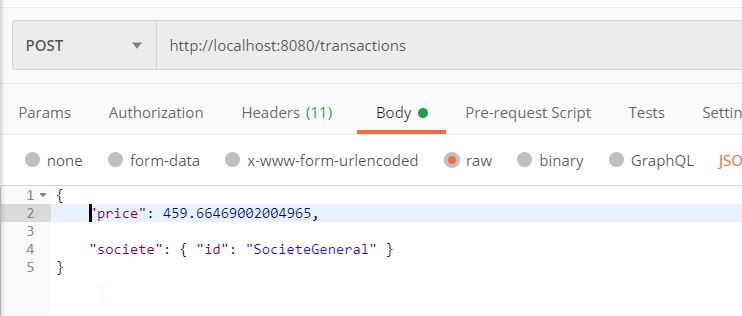 POST http://localhost:8080/transactions
Params Authorization Headers (11) Body Pre-request Script Tests Settin
none form-data x-www-form-urlencoded raw binary GraphQL JSO
1 {
2 "price": 459.66469002004965,
3
4 "societe": { "id": "SocieteGeneral" }
5 }